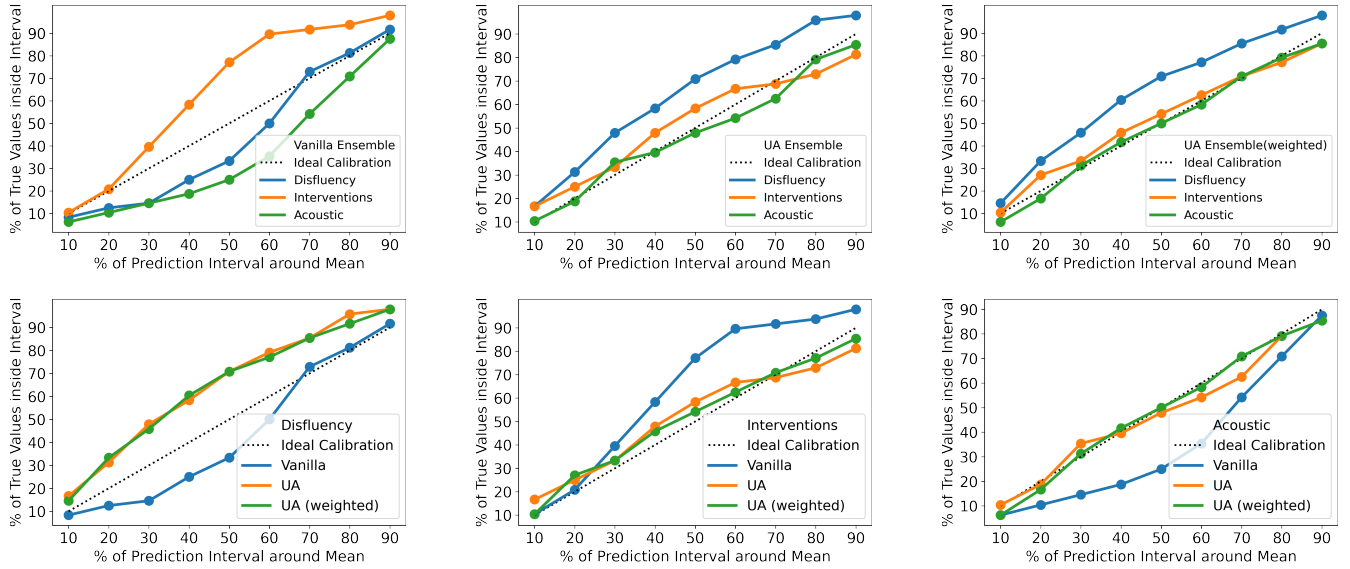 % of True Values inside Interval
90
80
70
60
50
40
30
20
10
Vanilla Ensemble
Ideal Calibration
Disfluency
Interventions
Acoustic
10 20 30 40 50 60 70 80 90
% of Prediction Interval around Mean
% of True Values inside Interval
90
80
70
60
50
40
30
20
10
UA Ensemble
Ideal Calibration
Disfluency
Interventions
Acoustic
10 20 30 40 50 60 70 80 90
% of Prediction Interval around Mean
% of True Values inside Interval
90
80
70
60
50
40
30
20
10
UA Ensemble(weighted)
Ideal Calibration
Disfluency
Interventions
Acoustic
10 20 30 40 50 60 70 80 90
% of Prediction Interval around Mean
% of True Values inside Interval
90
80
70
60
50
40
30
20
10
Disfluency
Ideal Calibration
Vanilla
UA
UA (weighted)
10 20 30 40 50 60 70 80 90
% of Prediction Interval around Mean
% of True Values inside Interval
90
80
70
60
50
40
30
20
10
Interventions
Ideal Calibration
Vanilla
UA
UA (weighted)
10 20 30 40 50 60 70 80 90
% of Prediction Interval around Mean
% of True Values inside Interval
90
80
70
60
50
40
30
20
10
Acoustic
Ideal Calibration
Vanilla
UA
UA (weighted)
10 20 30 40 50 60 70 80 90
% of Prediction Interval around Mean